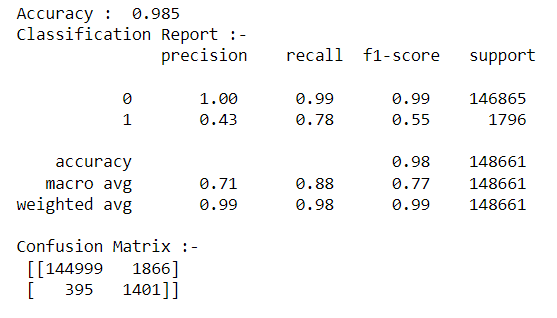 Accuracy :  0.985
Classification Report :-
              precision    recall  f1-score   support

           0       1.00      0.99      0.99    146865
           1       0.43      0.78      0.55      1796

    accuracy                           0.98    148661
   macro avg       0.71      0.88      0.77    148661
weighted avg       0.99      0.98      0.99    148661

Confusion Matrix :-
 [[144999   1866]
 [   395   1401]]